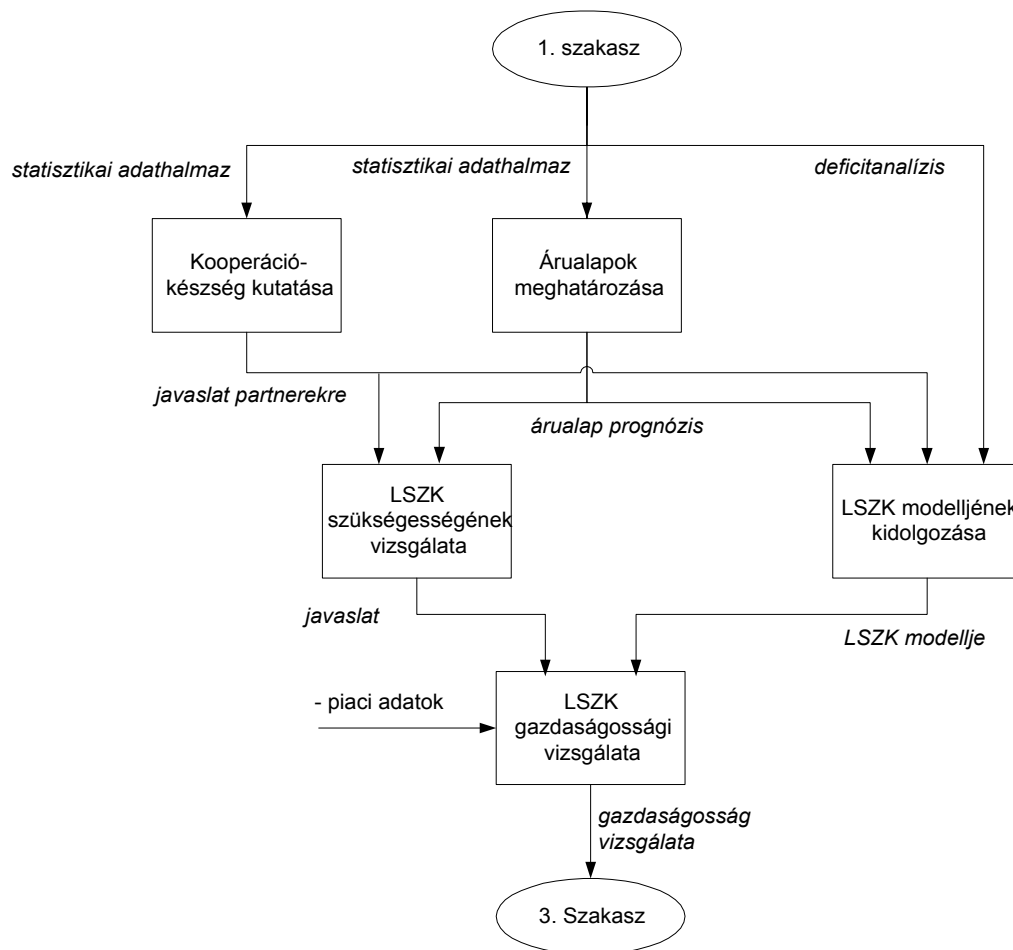 1. szakasz
statisztikai adathalmaz
statisztikai adathalmaz
deficitanalízis
Kooperáció-
készség kutatása
Árualapok
meghatározása
javaslat partnerekre
árualap prognózis
LSZK
szükségességének
vizsgálata
LSZK modelljének
kidolgozása
javaslat
LSZK modellje
- piaci adatok
LSZK
gazdaságossági
vizsgálata
gazdaságosság
vizsgálata
3. Szakasz